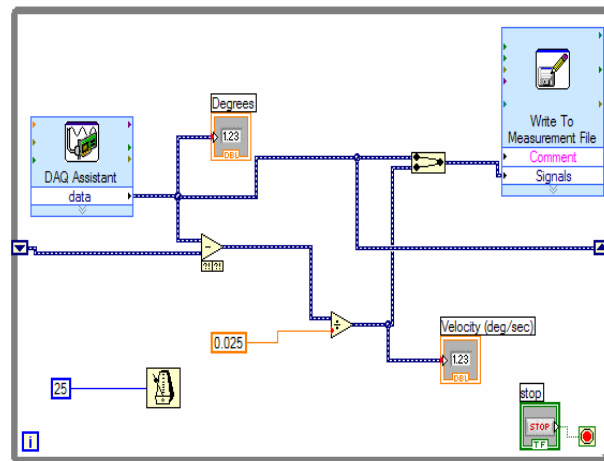 Degrees
1.23
DBL
DAQ Assistant
data
Write To
Measurement File
Comment
Signals
?! ?!
0.025
Velocity (deg/sec)
1.23
DBL
25
stop
STOP
TF
i